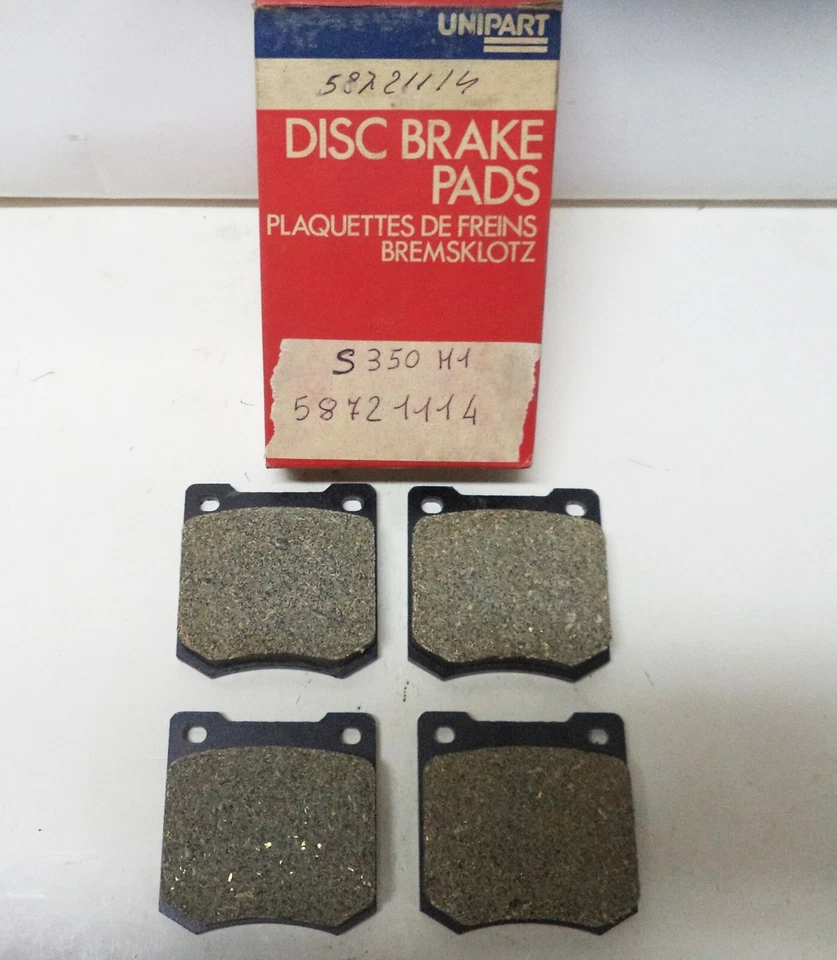 UNIPART
58721114
DISC BRAKE
PADS
PLAQUETTES DE FREINS
BREMSKLOTZ
S 350 H1
58721114